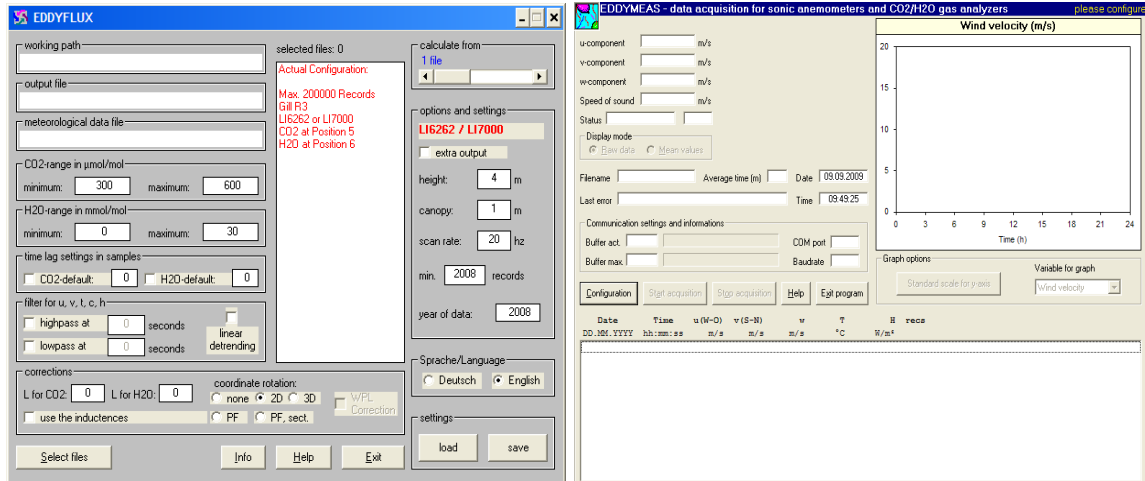 EDDYFLUX
working path
output file
meteorological data file
CO2-range in µmol/mol
minimum: 300 maximum: 600
H2O-range in mmol/mol
minimum: 0 maximum: 30
time lag settings in samples
CO2-default: 0 H2O-default: 0
filter for u, v, t, c, h
highpass at 0 seconds
lowpass at 0 seconds
linear
detrending
selected files: 0
Actual Configuration:
Max. 200000 Records
Gill R3
LI6262 or LI7000
CO2 at Position 5
H2O at Position 6
calculate from
1 file
options and settings
LI6262 / LI7000
extra output
height: 4 m
canopy: 1 m
scan rate: 20 hz
min. 2008 records
year of data: 2008
Sprache/Language
Deutsch English
corrections
L for CO2: 0 L for H2O: 0
use the inductences
coordinate rotation:
none 2D 3D
PF PF, sect.
WPL
Correction
settings
load save
Select files Info Help Exit
EDDYMEAS - data acquisition for sonic anemometers and CO2/H2O gas analyzers please configure
u-component m/s
v-component m/s
w-component m/s
Speed of sound m/s
Status
Display mode
Raw data Mean values
Filename Average time (m) Date 09.09.2009
Last error Time 09:49:25
Communication settings and informations
Buffer act. COM port
Buffer max. Baudrate
Configuration Start acqusition Stop acqusition Help Exit program
Wind velocity (m/s)
20
15
10
5
0
0 3 6 9 12 15 18 21 24
Time (h)
Graph options
Standard scale for y-axis
Variable for graph
Wind velocity
Date Time u(W-O) v(S-N) w T H recs
DD.MM.YYYY hh:mm:ss m/s m/s m/s °C W/m²